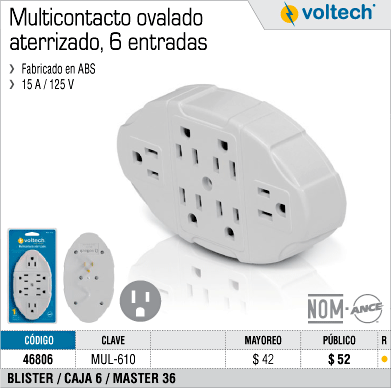 Multicontacto ovalado
aterrizado, 6 entradas
voltech®
› Fabricado en ABS
› 15 A / 125 V
voltech
NOM-ANCE®
CÓDIGO CLAVE MAYOREO PÚBLICO R
46806 MUL-610 $ 42 $ 52
BLISTER / CAJA 6 / MASTER 36